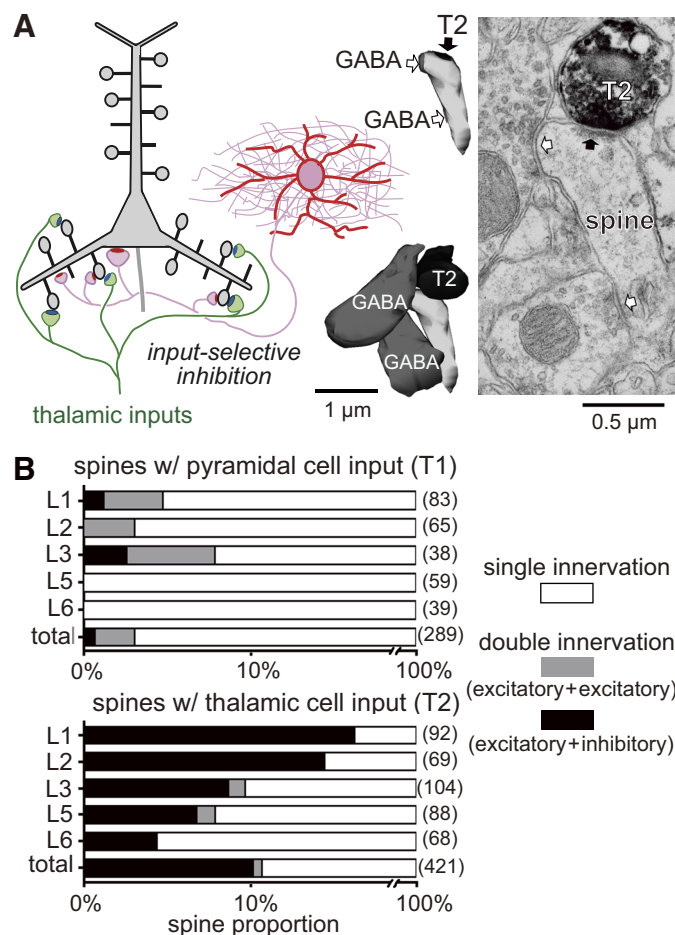 A
T2
GABA
GABA
T2
spine
GABA
T2
GABA
input-selective
inhibition
thalamic inputs
1 µm
0.5 µm
B
spines w/ pyramidal cell input (T1)
L1 (83)
L2 (65)
L3 (38)
L5 (59)
L6 (39)
total (289)
0% 10% 100%
single innervation
double innervation
(excitatory+excitatory)
(excitatory+inhibitory)
spines w/ thalamic cell input (T2)
L1 (92)
L2 (69)
L3 (104)
L5 (88)
L6 (68)
total (421)
0% 10% 100%
spine proportion